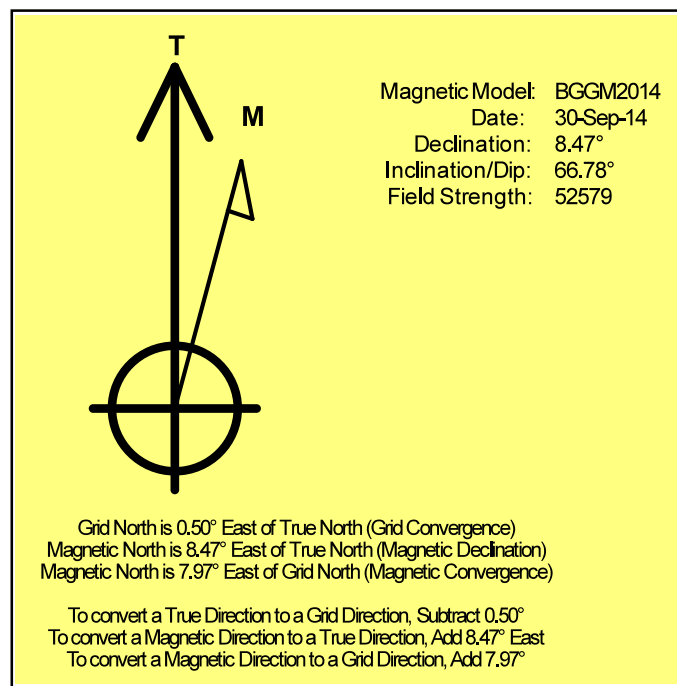 T
M
Magnetic Model: BGGM2014
Date: 30-Sep-14
Declination: 8.47°
Inclination/Dip: 66.78°
Field Strength: 52579
Grid North is 0.50° East of True North (Grid Convergence)
Magnetic North is 8.47° East of True North (Magnetic Declination)
Magnetic North is 7.97° East of Grid North (Magnetic Convergence)
To convert a True Direction to a Grid Direction, Subtract 0.50°
To convert a Magnetic Direction to a True Direction, Add 8.47° East
To convert a Magnetic Direction to a Grid Direction, Add 7.97°